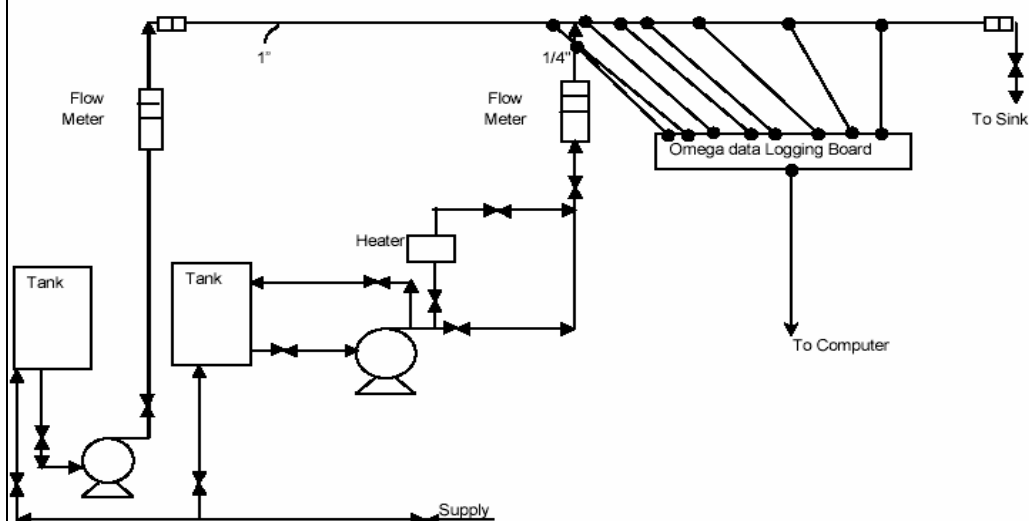 1"
1/4"
Flow
Meter
Flow
Meter
To Sink
Omega data Logging Board
Heater
Tank
Tank
To Computer
Supply